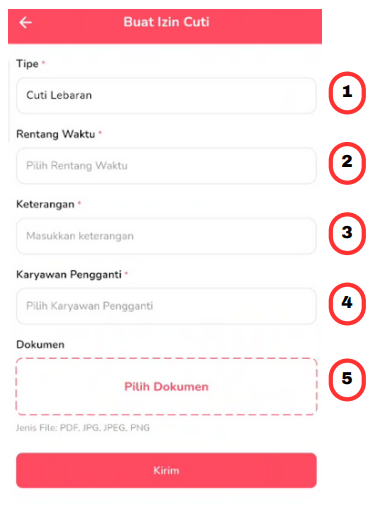 Buat Izin Cuti
Tipe *
Cuti Lebaran
1
Rentang Waktu *
Pilih Rentang Waktu
2
Keterangan *
Masukkan keterangan
3
Karyawan Pengganti *
Pilih Karyawan Pengganti
4
Dokumen
Pilih Dokumen
5
Jenis File: PDF, JPG, JPEG, PNG
Kirim